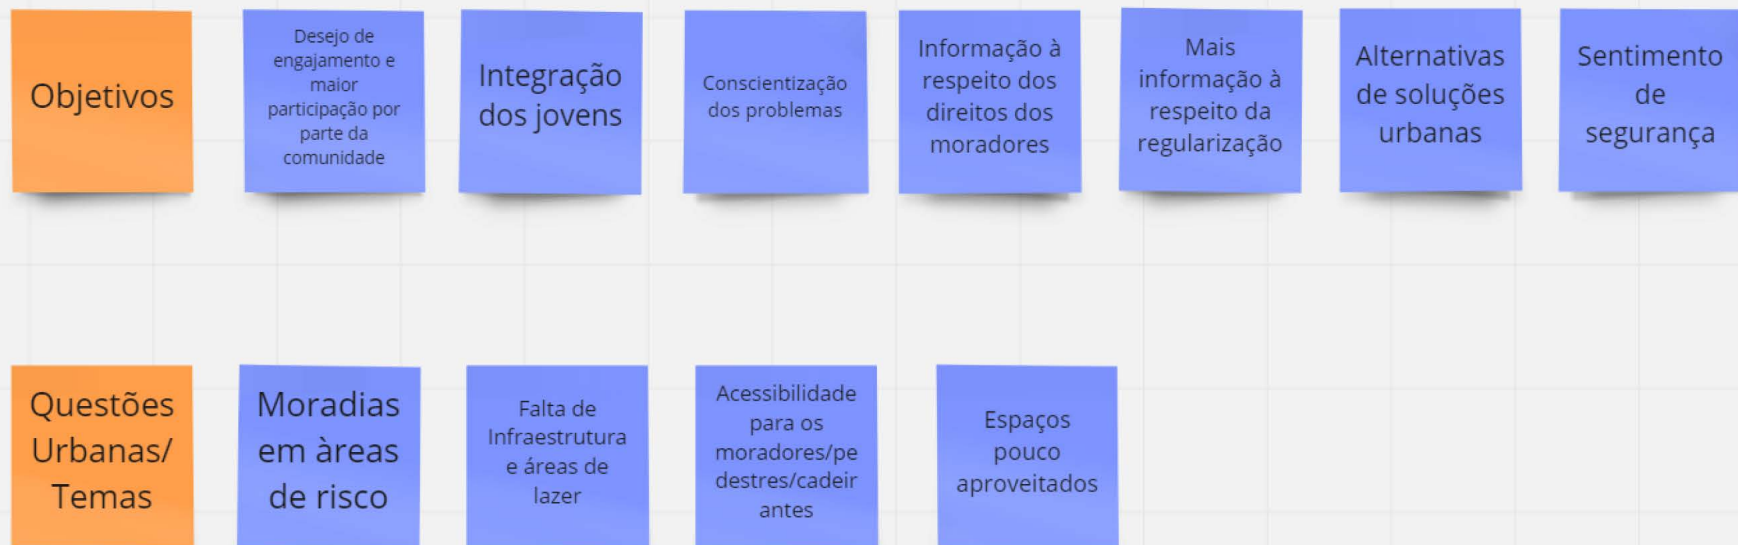 Objetivos
Desejo de
engajamento e
maior
participação por
parte da
comunidade
Integração
dos jovens
Conscientização
dos problemas
Informação à
respeito dos
direitos dos
moradores
Mais
informação à
respeito da
regularização
Alternativas
de soluções
urbanas
Sentimento
de
segurança
Questões
Urbanas/
Temas
Moradias
em àreas
de risco
Falta de
Infraestrutura
e áreas de
lazer
Acessibilidade
para os
moradores/pe
destres/cadeir
antes
Espaços
pouco
aproveitados